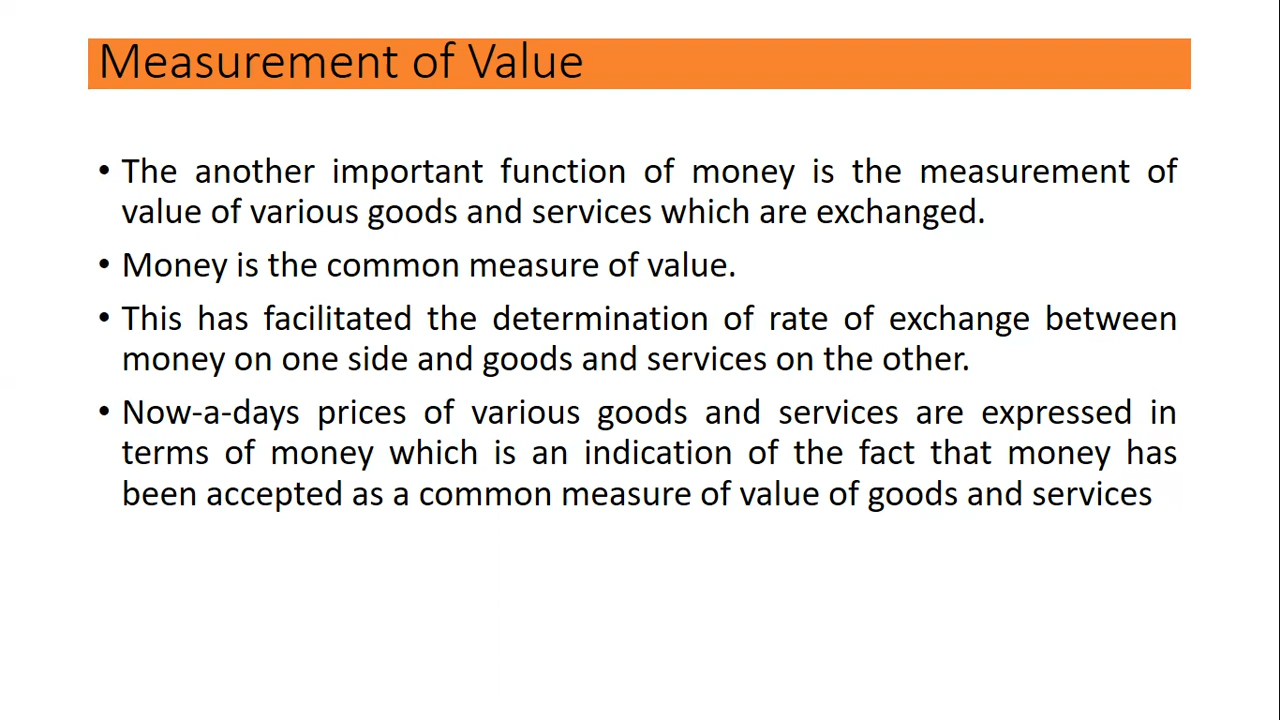 Measurement of Value
• The another important function of money is the measurement of
value of various goods and services which are exchanged.
• Money is the common measure of value.
• This has facilitated the determination of rate of exchange between
money on one side and goods and services on the other.
• Now-a-days prices of various goods and services are expressed in
terms of money which is an indication of the fact that money has
been accepted as a common measure of value of goods and services